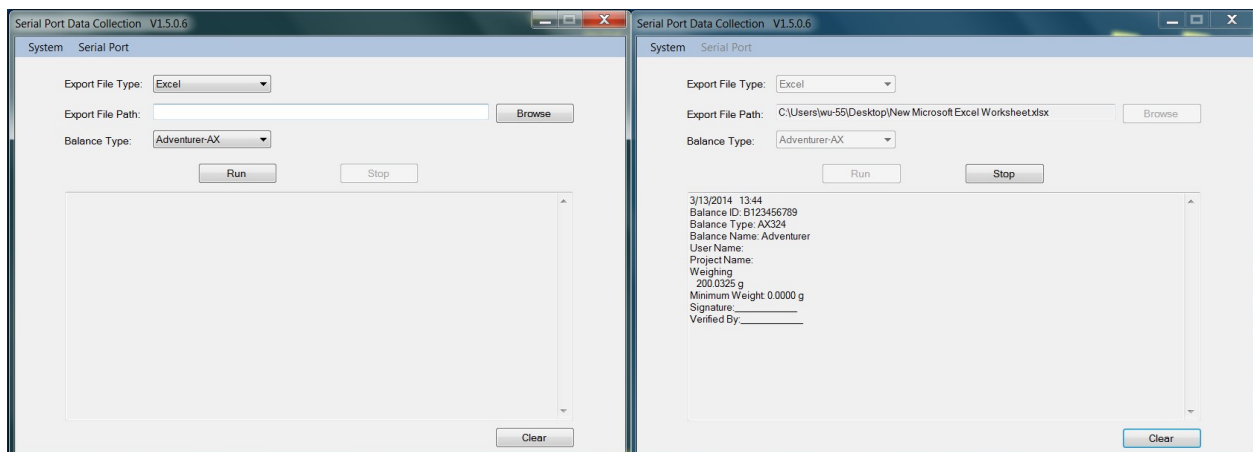 Serial Port Data Collection   V1.5.0.6
System   Serial Port
Export File Type: Excel
Export File Path: Browse
Balance Type: Adventurer-AX
Run   Stop
Clear
Serial Port Data Collection   V1.5.0.6
System   Serial Port
Export File Type: Excel
Export File Path: C:\Users\wu-55\Desktop\New Microsoft Excel Worksheet.xlsx   Browse
Balance Type: Adventurer-AX
Run   Stop
3/13/2014   13:44
Balance ID: B123456789
Balance Type: AX324
Balance Name: Adventurer
User Name:
Project Name:
Weighing
200.0325 g
Minimum Weight: 0.0000 g
Signature:____________
Verified By:____________
Clear